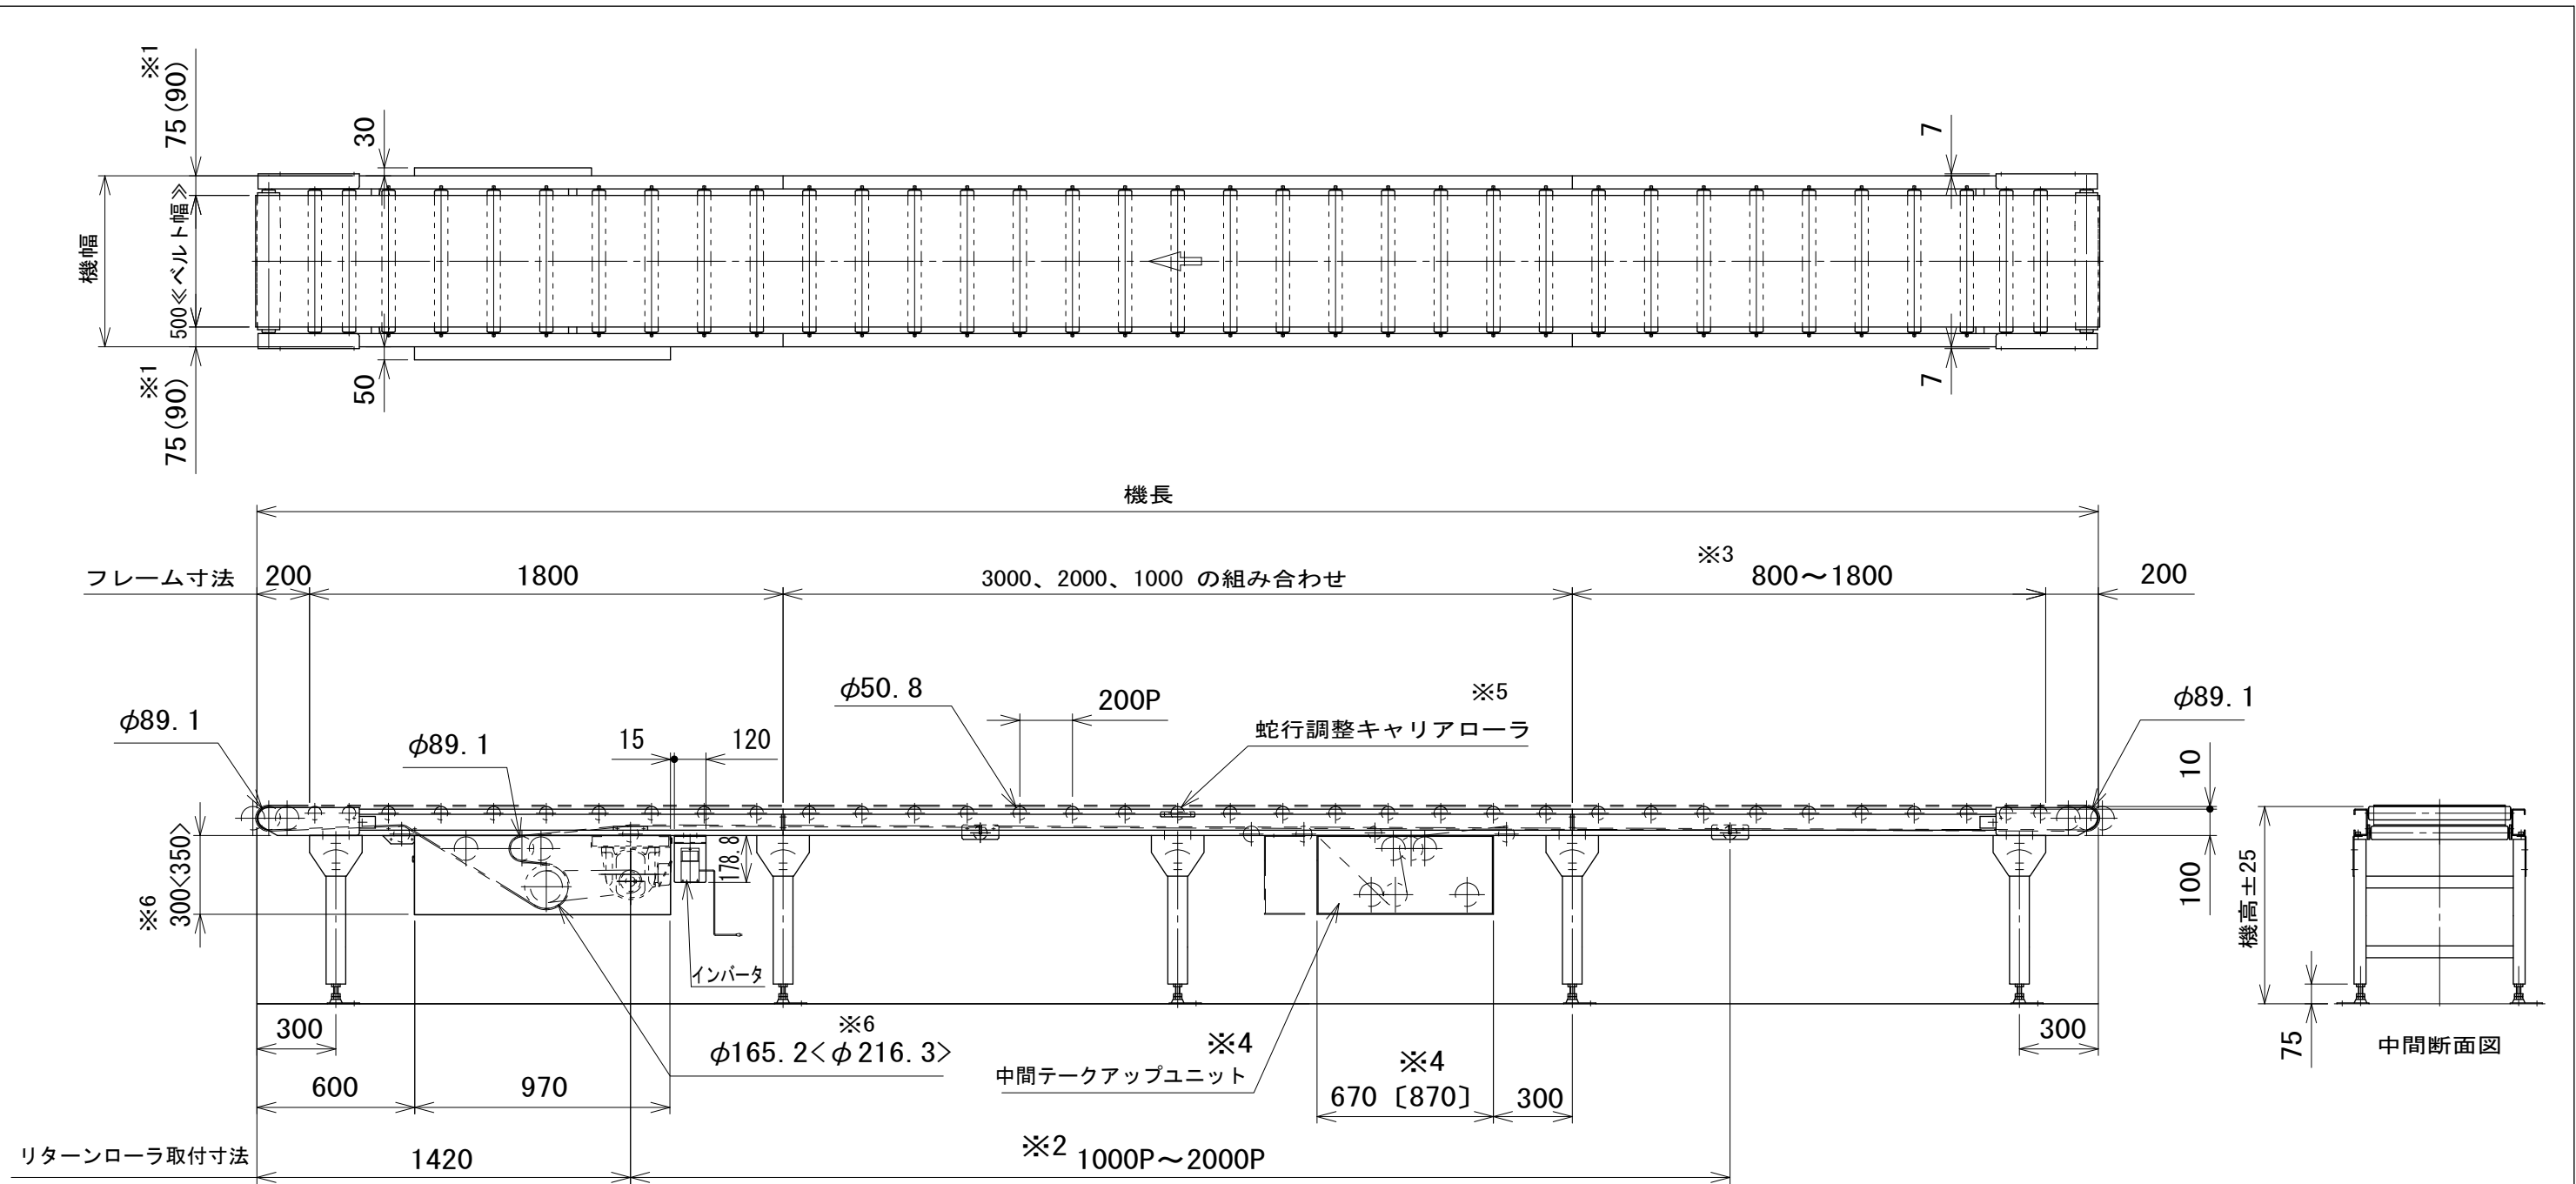 ※1
75(90)
30
7
機幅
500≪ベルト幅≫
※1
75(90)
50
7
機長
フレーム寸法
200
1800
3000、2000、1000 の組み合わせ
※3
800～1800
200
φ89.1
φ89.1
15
120
φ50.8
200P
※5
蛇行調整キャリアローラ
φ89.1
10
100
※6
300<350>
178.8
インバータ
機高±25
75
中間断面図
300
※6
φ165.2<φ216.3>
※4
中間テークアップユニット
※4
670〔870〕
300
300
600
970
リターンローラ取付寸法
1420
※2
1000P～2000P